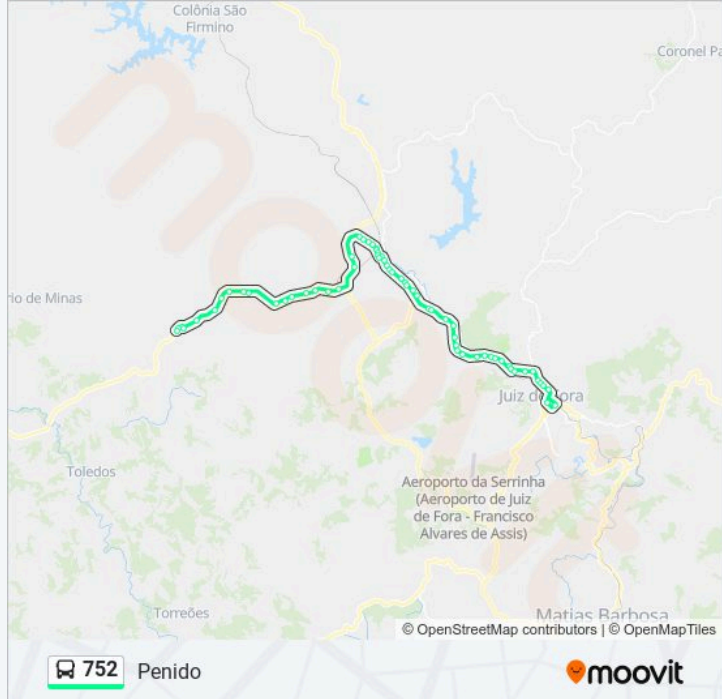 Colônia São
Firmino
Coronel Pa
rio de Minas
Juiz de Fora
Toledos
Aeroporto da Serrinha
(Aeroporto de Juiz
de Fora - Francisco
Alvares de Assis)
Torreões
Matias Barbosa
© OpenStreetMap contributors | © OpenMapTiles
752 Penido
moovit